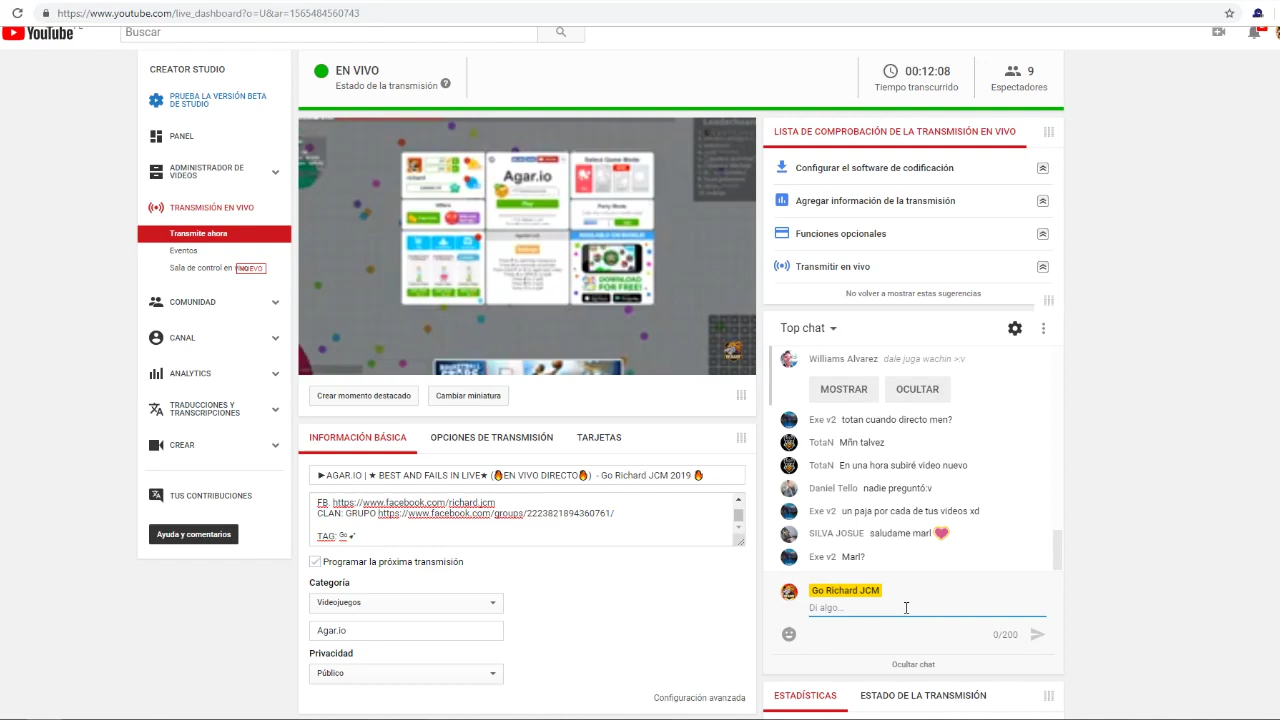 https://www.youtube.com/live_dashboard?o=U&ar=1565484560743
YouTube
Buscar
CREATOR STUDIO
PRUEBA LA VERSIÓN BETA
DE STUDIO
PANEL
ADMINISTRADOR DE
VIDEOS
TRANSMISIÓN EN VIVO
Transmite ahora
Eventos
Sala de control en
COMUNIDAD
CANAL
ANALYTICS
TRADUCCIONES Y
TRANSCRIPCIONES
CREAR
TUS CONTRIBUCIONES
Ayuda y comentarios
EN VIVO
Estado de la transmisión
00:12:08
Tiempo transcurrido
9
Espectadores
Agar.io
Select Game Mode
Party Mode
Play
DOWNLOAD
FOR FREE!
Crear momento destacado
Cambiar miniatura
INFORMACIÓN BÁSICA
OPCIONES DE TRANSMISIÓN
TARJETAS
►AGAR.IO | ★ BEST AND FAILS IN LIVE★ (🔥EN VIVO DIRECTO🔥) - Go Richard JCM 2019 🔥
FB. https://www.facebook.com/richard.jcm
CLAN: GRUPO https://www.facebook.com/groups/2223821894360761/
TAG: ᴳᵒ
Programar la próxima transmisión
Categoría
Videojuegos
Agar.io
Privacidad
Público
Configuración avanzada
LISTA DE COMPROBACIÓN DE LA TRANSMISIÓN EN VIVO
Configurar el software de codificación
Agregar información de la transmisión
Funciones opcionales
Transmitir en vivo
No volver a mostrar estas sugerencias
Top chat
Williams Alvarez dale juga wachin >:v
MOSTRAR
OCULTAR
Exe v2 totan cuando directo men?
TotaN Mñn talvez
TotaN En una hora subiré video nuevo
Daniel Tello nadie preguntó:v
Exe v2 un paja por cada de tus videos xd
SILVA JOSUE saludame marl 💗
Exe v2 Marl?
Go Richard JCM
Di algo...
0/200
Ocultar chat
ESTADÍSTICAS
ESTADO DE LA TRANSMISIÓN